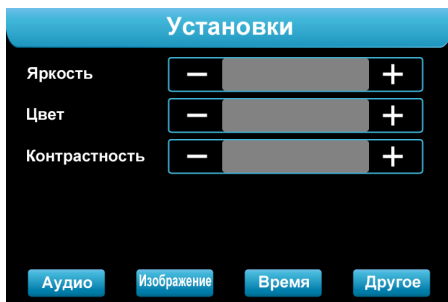 Установки
Яркость − +
Цвет − +
Контрастность − +
Аудио Изображение Время Другое